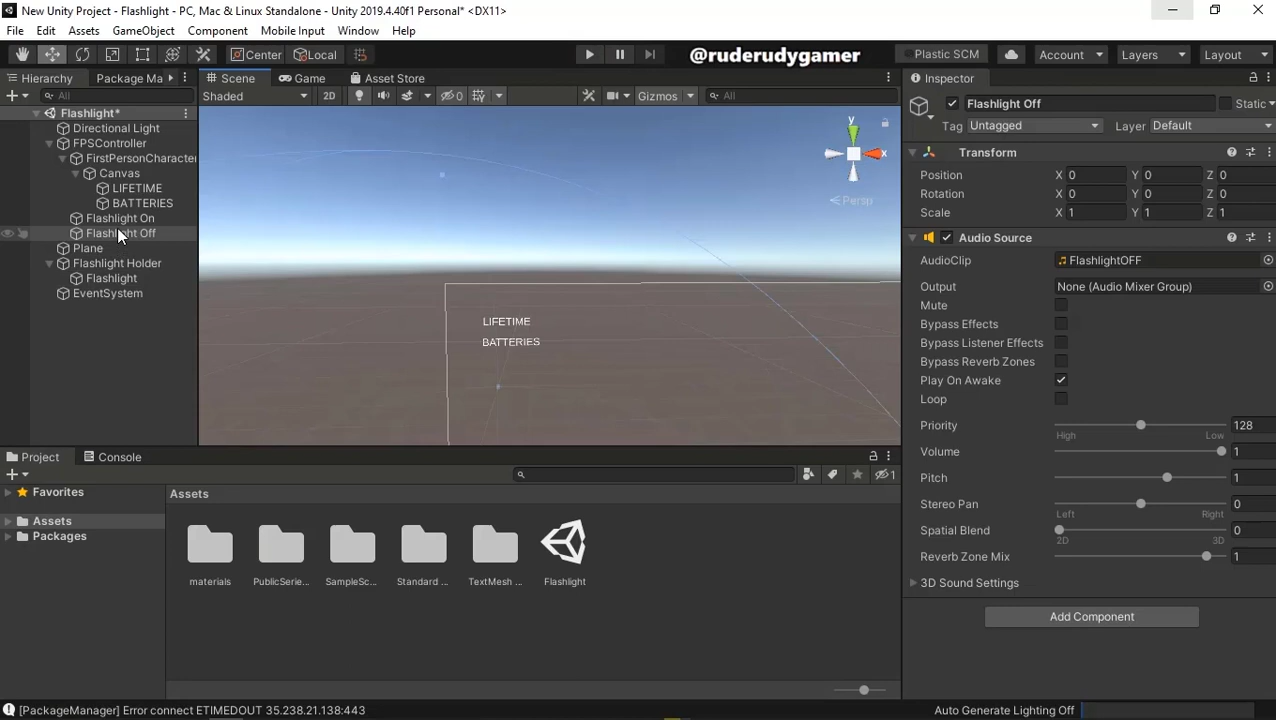 New Unity Project - Flashlight - PC, Mac & Linux Standalone - Unity 2019.4.40f1 Personal* <DX11>
File Edit Assets GameObject Component Mobile Input Window Help
Center Local @ruderudygamer Plastic SCM Account Layers Layout
Hierarchy Package Ma Scene Game Asset Store Inspector
All Shaded 2D 0 Gizmos All
Flashlight Off Static
Tag Untagged Layer Default
Flashlight*
Directional Light
FPSController
FirstPersonCharacter
Canvas
LIFETIME
BATTERIES
Flashlight On
Flashlight Off
Plane
Flashlight Holder
Flashlight
EventSystem
y
x
Persp
LIFETIME
BATTERIES
Transform
Position X 0 Y 0 Z 0
Rotation X 0 Y 0 Z 0
Scale X 1 Y 1 Z 1
Audio Source
AudioClip FlashlightOFF
Output None (Audio Mixer Group)
Mute
Bypass Effects
Bypass Listener Effects
Bypass Reverb Zones
Play On Awake
Loop
Priority 128
High Low
Volume 1
Pitch 1
Stereo Pan 0
Left Right
Spatial Blend 0
2D 3D
Reverb Zone Mix 1
3D Sound Settings
Add Component
Project Console
1
Favorites
Assets
Packages
Assets
materials PublicSerie... SampleSc... Standard ... TextMesh ... Flashlight
[PackageManager] Error connect ETIMEDOUT 35.238.21.138:443
Auto Generate Lighting Off